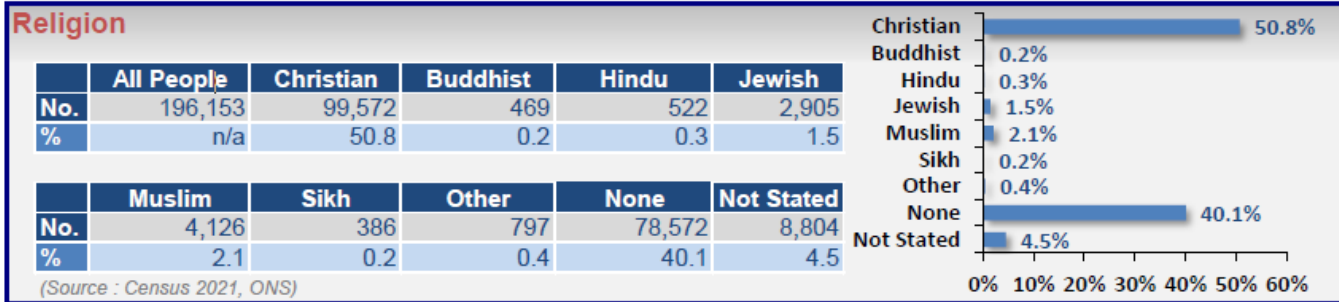 Religion
All People Christian Buddhist Hindu Jewish
No. 196,153 99,572 469 522 2,905
% n/a 50.8 0.2 0.3 1.5
Muslim Sikh Other None Not Stated
No. 4,126 386 797 78,572 8,804
% 2.1 0.2 0.4 40.1 4.5
(Source : Census 2021, ONS)
Christian 50.8%
Buddhist 0.2%
Hindu 0.3%
Jewish 1.5%
Muslim 2.1%
Sikh 0.2%
Other 0.4%
None 40.1%
Not Stated 4.5%
0% 10% 20% 30% 40% 50% 60%